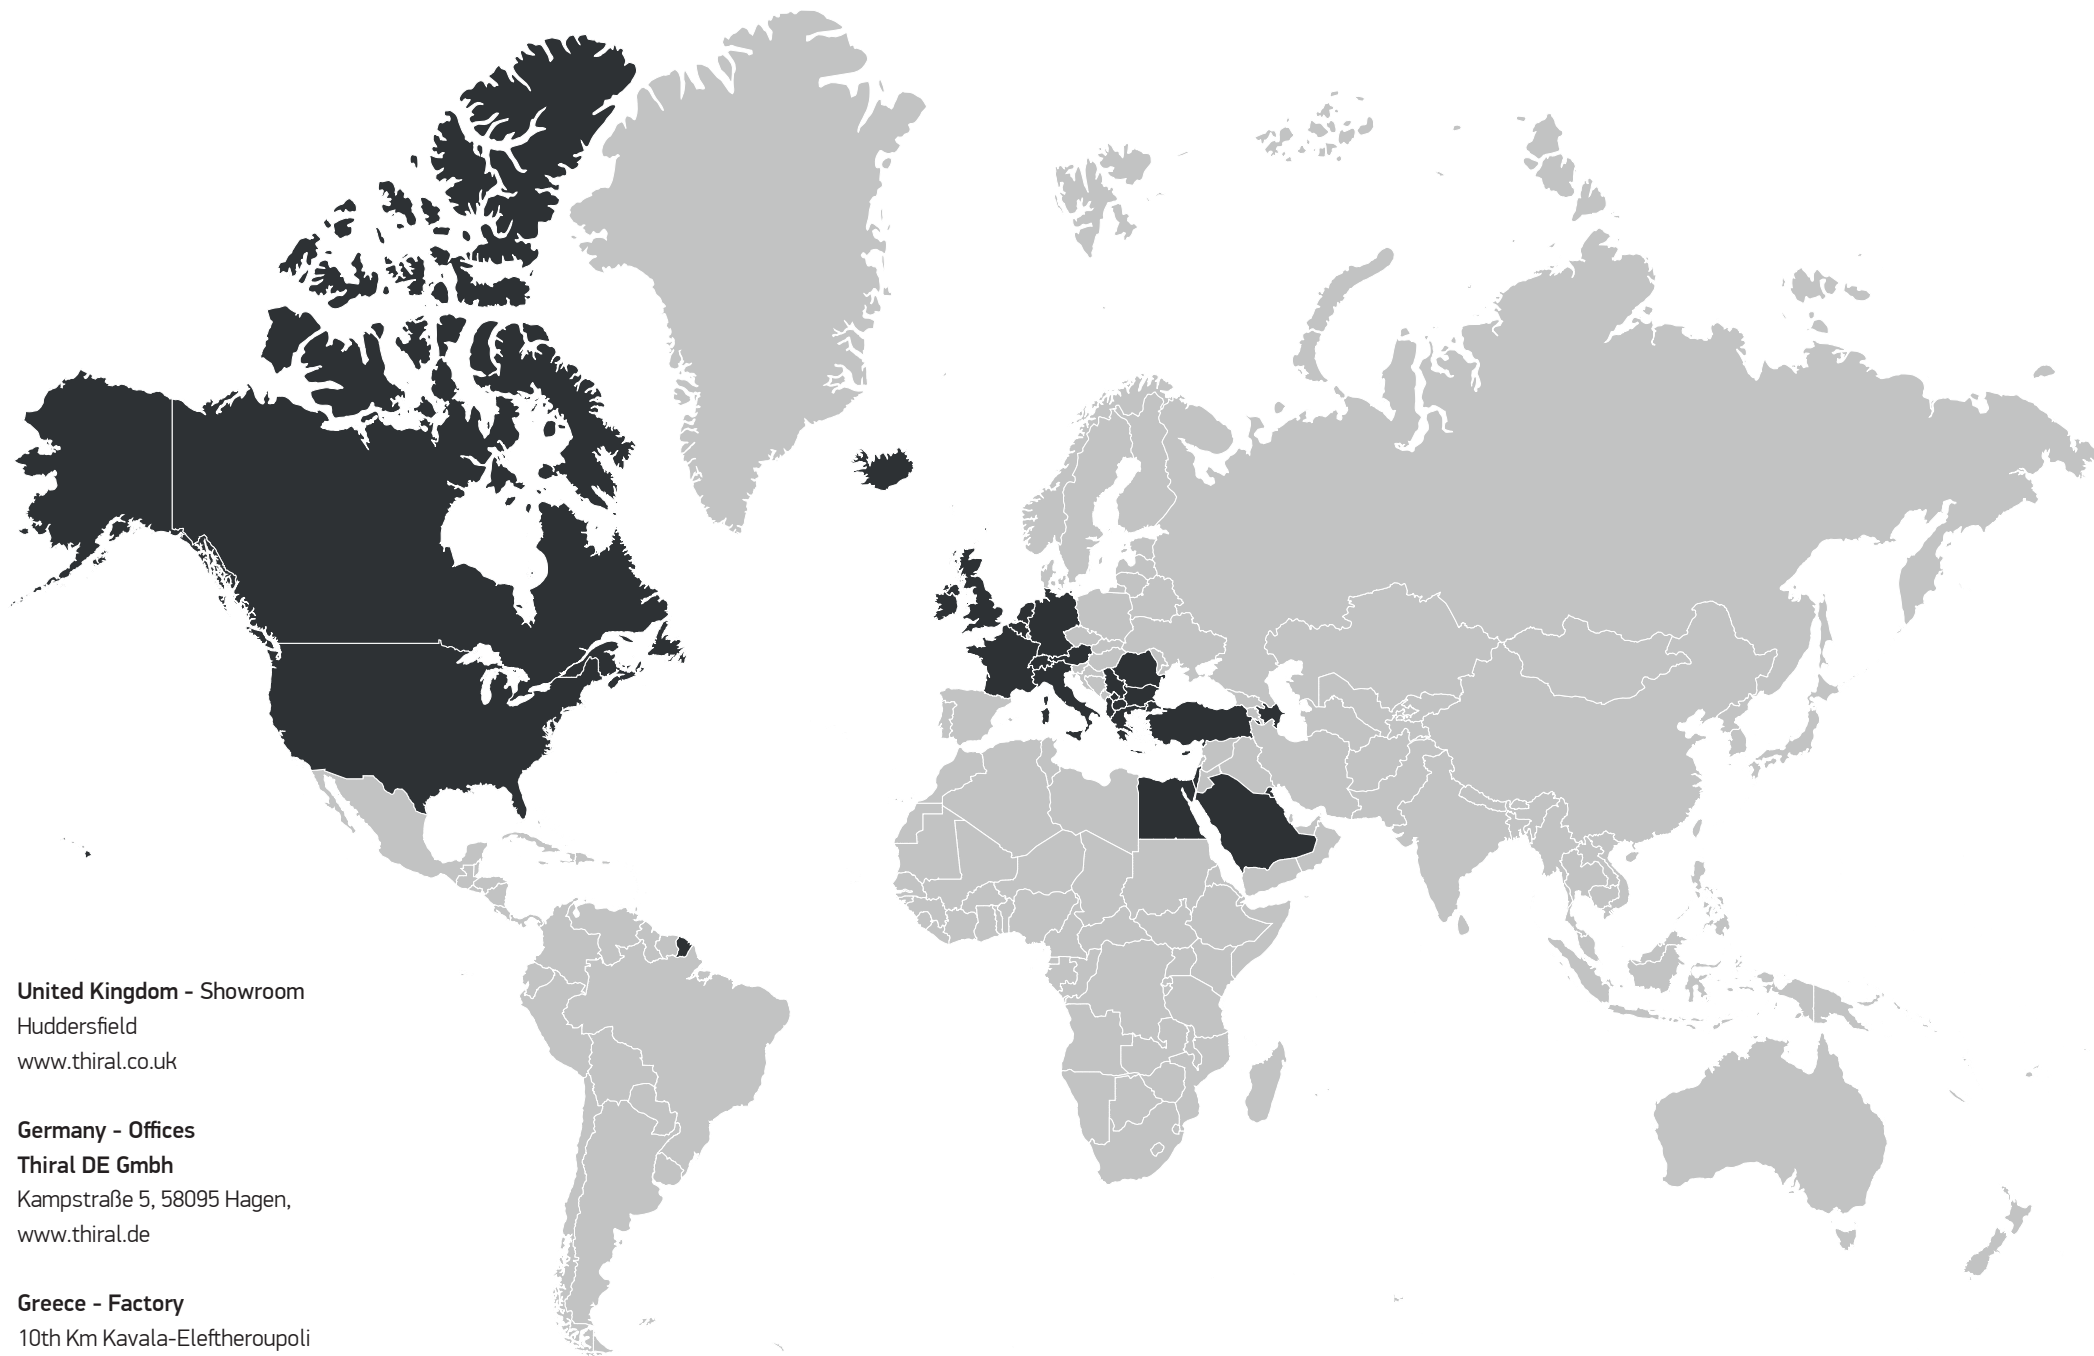 United Kingdom - Showroom
Huddersfield
www.thiral.co.uk
Germany - Offices
Thiral DE Gmbh
Kampstraße 5, 58095 Hagen,
www.thiral.de
Greece - Factory
10th Km Kavala-Eleftheroupoli